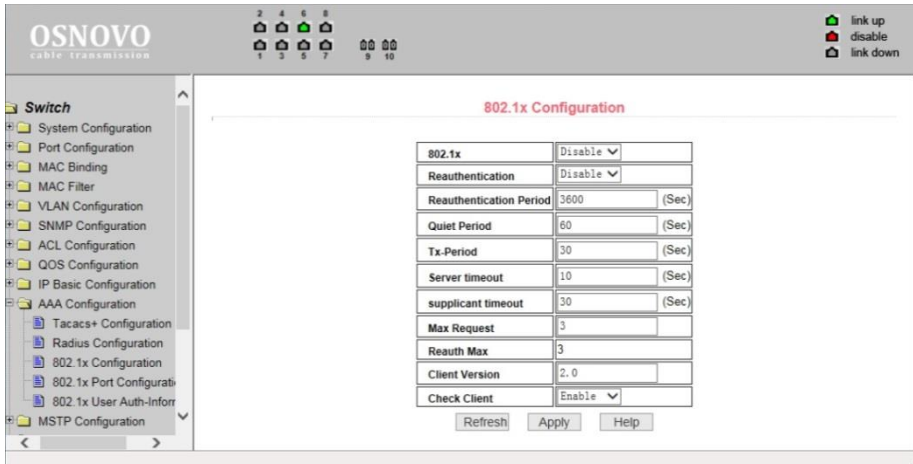 OSNOVO
cable transmission
2 4 6 8
1 3 5 7 9 10
link up
disable
link down
Switch
System Configuration
Port Configuration
MAC Binding
MAC Filter
VLAN Configuration
SNMP Configuration
ACL Configuration
QOS Configuration
IP Basic Configuration
AAA Configuration
Tacacs+ Configuration
Radius Configuration
802.1x Configuration
802.1x Port Configurati
802.1x User Auth-Inforr
MSTP Configuration
802.1x Configuration
802.1x Disable
Reauthentication Disable
Reauthentication Period 3600 (Sec)
Quiet Period 60 (Sec)
Tx-Period 30 (Sec)
Server timeout 10 (Sec)
supplicant timeout 30 (Sec)
Max Request 3
Reauth Max 3
Client Version 2.0
Check Client Enable
Refresh Apply Help